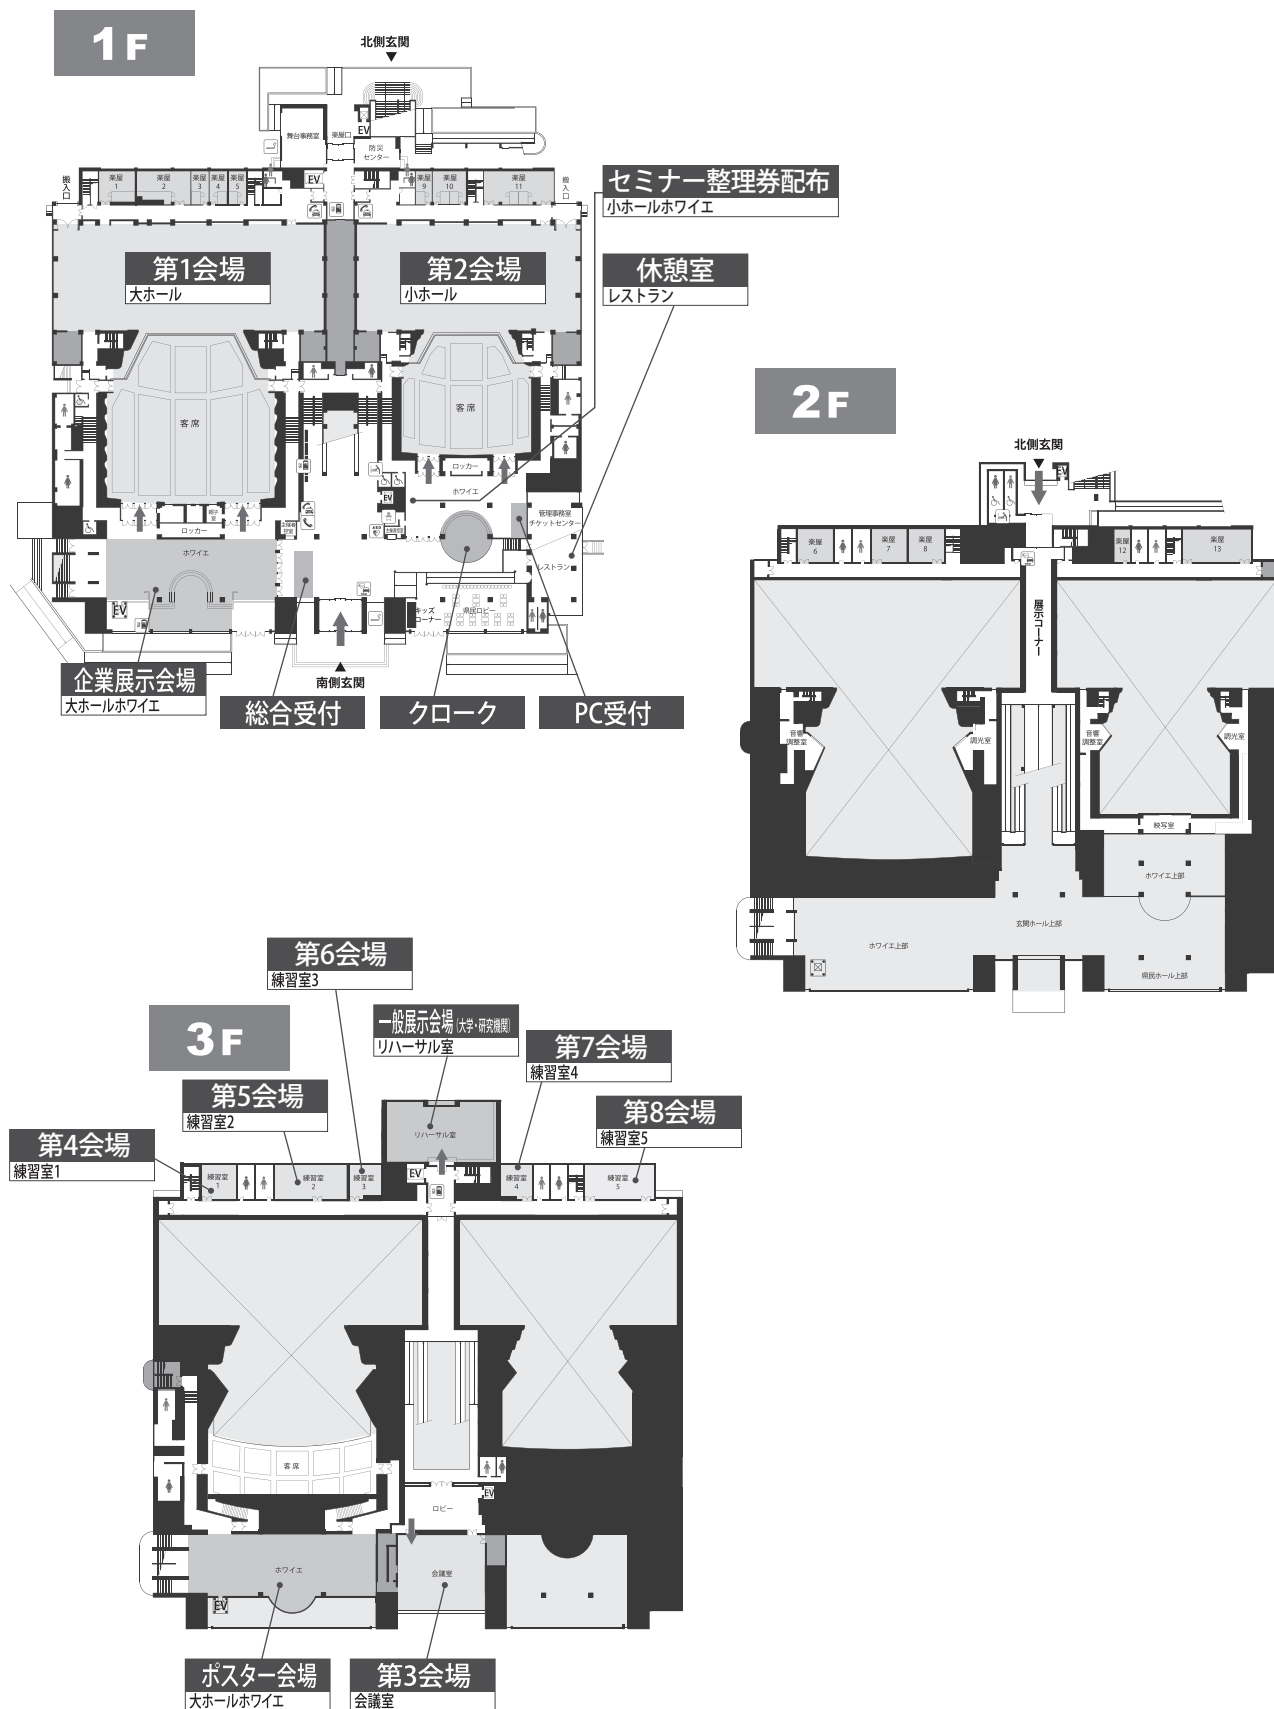 1F
北側玄関
舞台事務室
楽屋口
EV
防災
センター
EV
搬入口
楽屋
1
楽屋
2
楽屋
3
楽屋
4
楽屋
5
楽屋
9
楽屋
10
楽屋
11
搬入口
セミナー整理券配布
小ホールホワイエ
第1会場
大ホール
第2会場
小ホール
休憩室
レストラン
客席
客席
ロッカー
ホワイエ
EV
親子室
ロッカー
管理事務室
チケットセンター
AED
ホワイエ
レストラン
EV
キッズ
コーナー
県民ロビー
南側玄関
企業展示会場
大ホールホワイエ
総合受付
クローク
PC受付
2F
北側玄関
EV
楽屋
6
楽屋
7
楽屋
8
楽屋
12
楽屋
13
展示コーナー
音響
調整室
調光室
音響
調整室
調光室
映写室
ホワイエ上部
玄関ホール上部
ホワイエ上部
県民ホール上部
3F
第6会場
練習室3
一般展示会場(大学・研究機関)
リハーサル室
第7会場
練習室4
第5会場
練習室2
第8会場
練習室5
第4会場
練習室1
リハーサル室
練習室
1
練習室
2
練習室
3
EV
練習室
4
練習室
5
客席
EV
ロビー
ホワイエ
会議室
EV
ポスター会場
大ホールホワイエ
第3会場
会議室